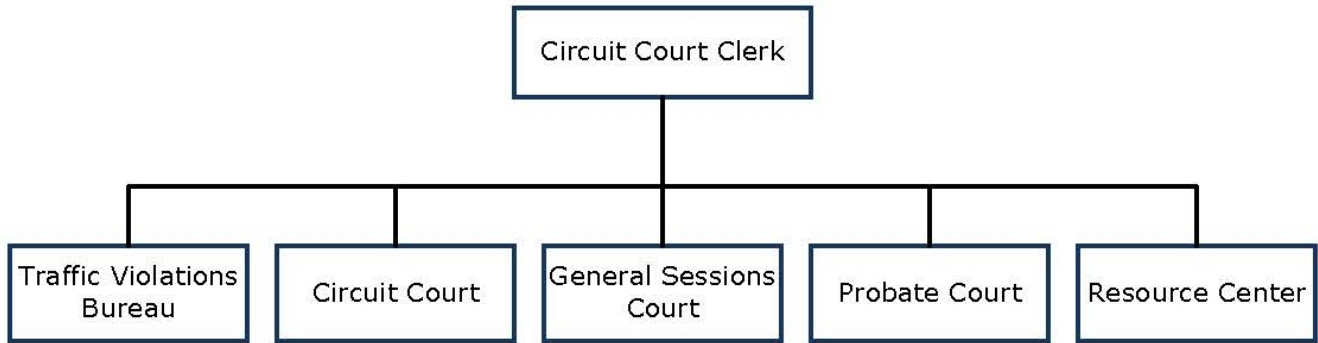 Circuit Court Clerk
Traffic Violations
Bureau
Circuit Court
General Sessions
Court
Probate Court
Resource Center